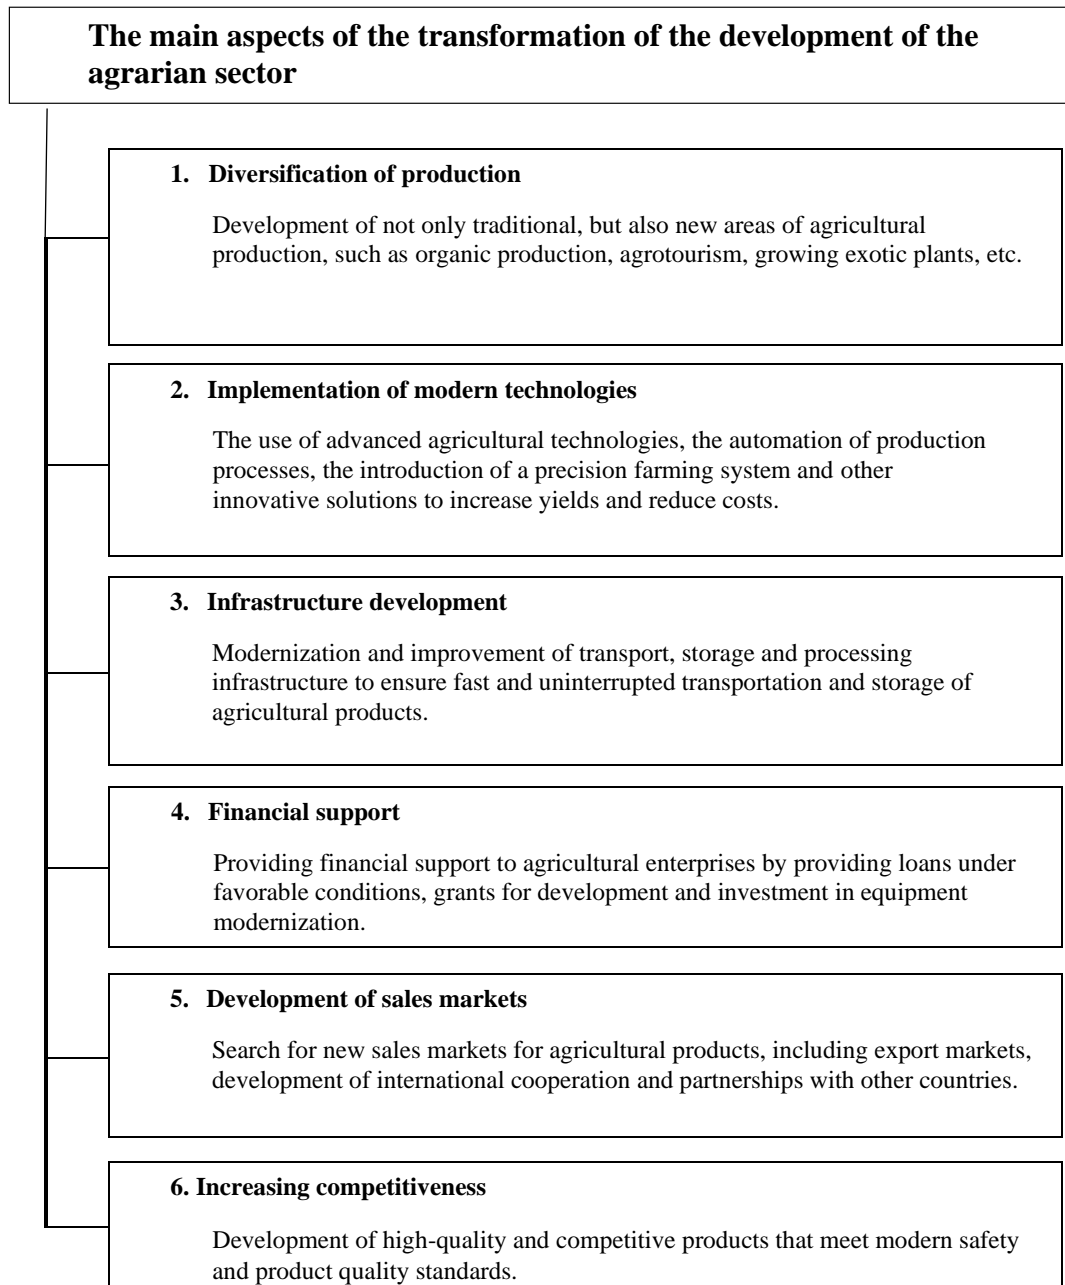 The main aspects of the transformation of the development of the
agrarian sector
1. Diversification of production
Development of not only traditional, but also new areas of agricultural
production, such as organic production, agrotourism, growing exotic plants, etc.
2. Implementation of modern technologies
The use of advanced agricultural technologies, the automation of production
processes, the introduction of a precision farming system and other
innovative solutions to increase yields and reduce costs.
3. Infrastructure development
Modernization and improvement of transport, storage and processing
infrastructure to ensure fast and uninterrupted transportation and storage of
agricultural products.
4. Financial support
Providing financial support to agricultural enterprises by providing loans under
favorable conditions, grants for development and investment in equipment
modernization.
5. Development of sales markets
Search for new sales markets for agricultural products, including export markets,
development of international cooperation and partnerships with other countries.
6. Increasing competitiveness
Development of high-quality and competitive products that meet modern safety
and product quality standards.